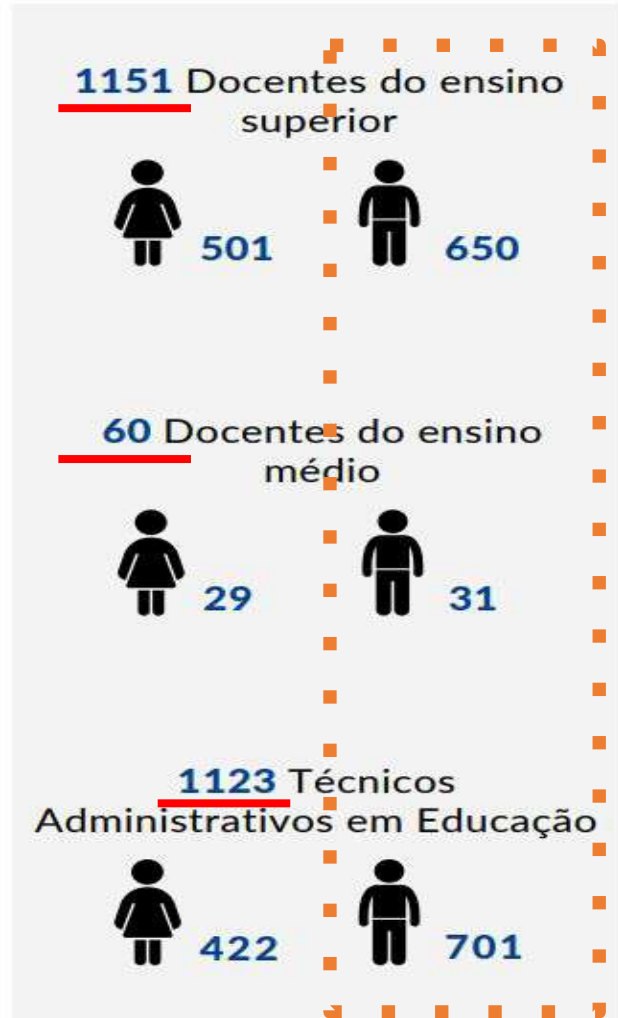 1151 Docentes do ensino
superior
501 650
60 Docentes do ensino
médio
29 31
1123 Técnicos
Administrativos em Educação
422 701